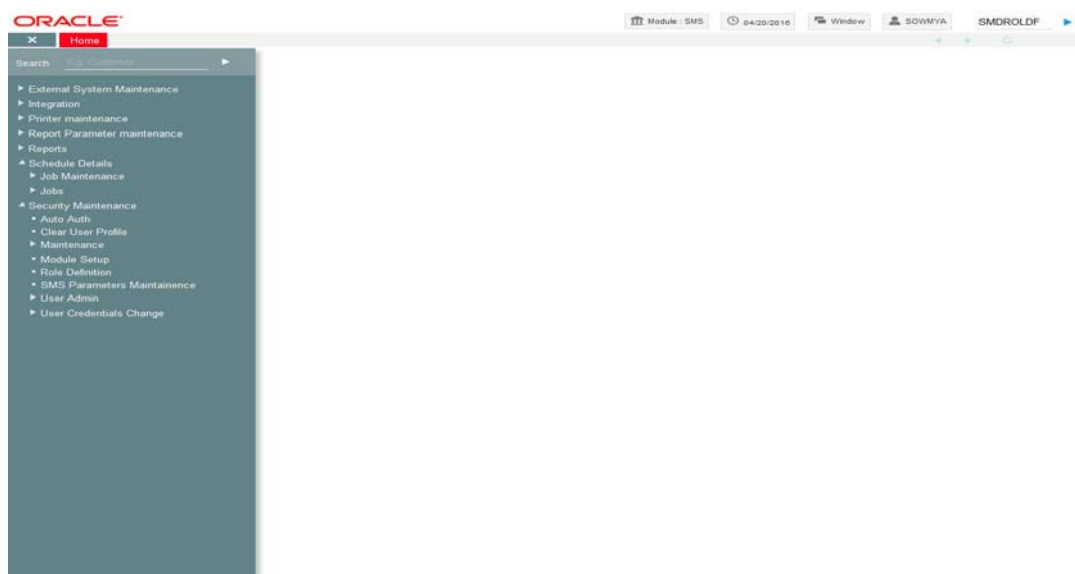 ORACLE
Module : SMS
04/20/2016
Window
SOWMYA
SMDROLDF
Home
Search E.g. Customer
External System Maintenance
Integration
Printer maintenance
Report Parameter maintenance
Reports
Schedule Details
Job Maintenance
Jobs
Security Maintenance
Auto Auth
Clear User Profile
Maintenance
Module Setup
Role Definition
SMS Parameters Maintainence
User Admin
User Credentials Change